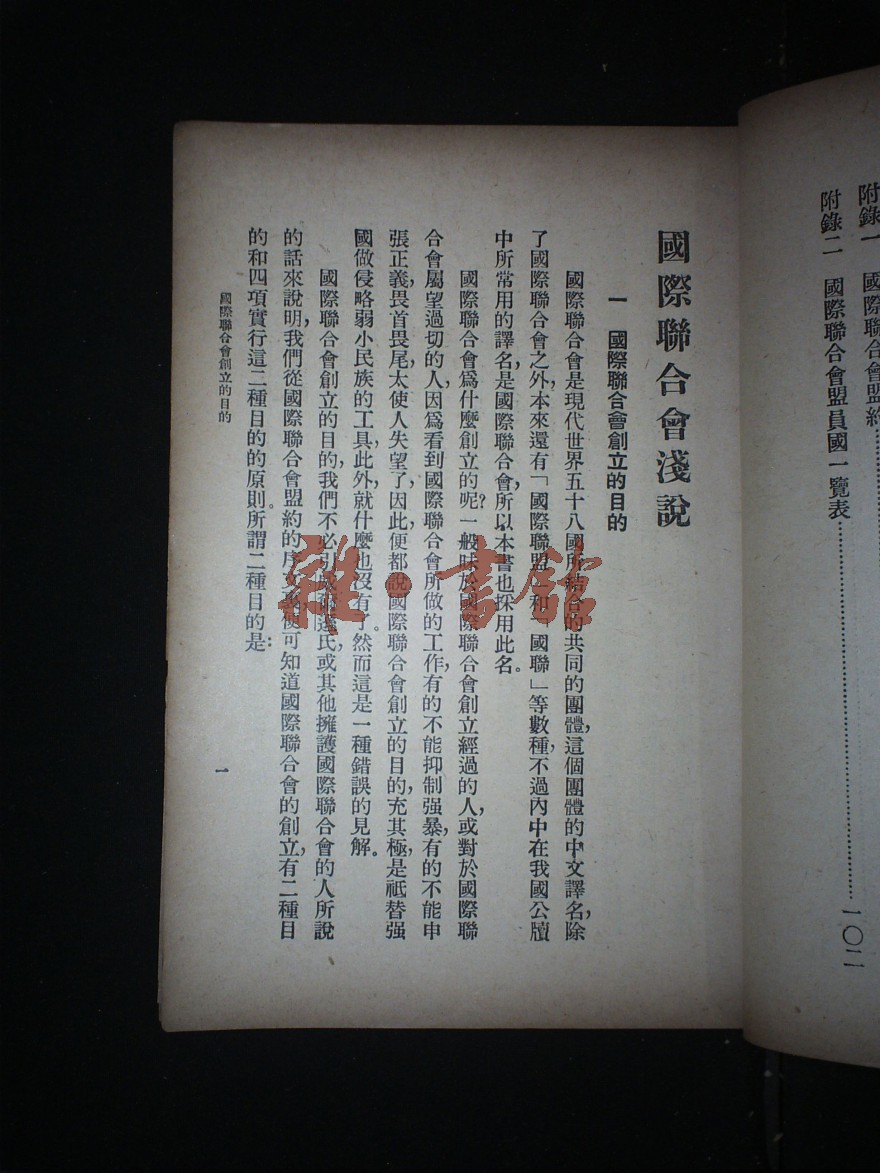 附錄一 國際聯合會盟約
附錄二 國際聯合會盟員國一覽表……………………一〇二
國際聯合會淺說
一 國際聯合會創立的目的
國際聯合會是現代世界五十八國所結合的共同的團體，這個團體的中文譯名，除
了國際聯合會之外，本來還有「國際聯盟」和「國聯」等數種，不過內中在我國公牘
中所常用的譯名，是國際聯合會，所以本書也採用此名。
國際聯合會爲什麼創立的呢？一般昧於國際聯合會創立經過的人，或對於國際聯
合會屬望過切的人，因爲看到國際聯合會所做的工作，有的不能抑制强暴，有的不能申
張正義，畏首畏尾，太使人失望了，因此，便都說國際聯合會創立的目的，充其極，是祗替强
國做侵略弱小民族的工具，此外，就什麼也沒有了。然而這是一種錯誤的見解。
國際聯合會創立的目的，我們不必引威爾遜氏，或其他擁護國際聯合會的人所說
的話來說明，我們從國際聯合會盟約的序文，便可知道國際聯合會的創立，有二種目
的和四項實行這二種目的的原則。所謂二種目的是：
國際聯合會創立的目的
一
雜·書館